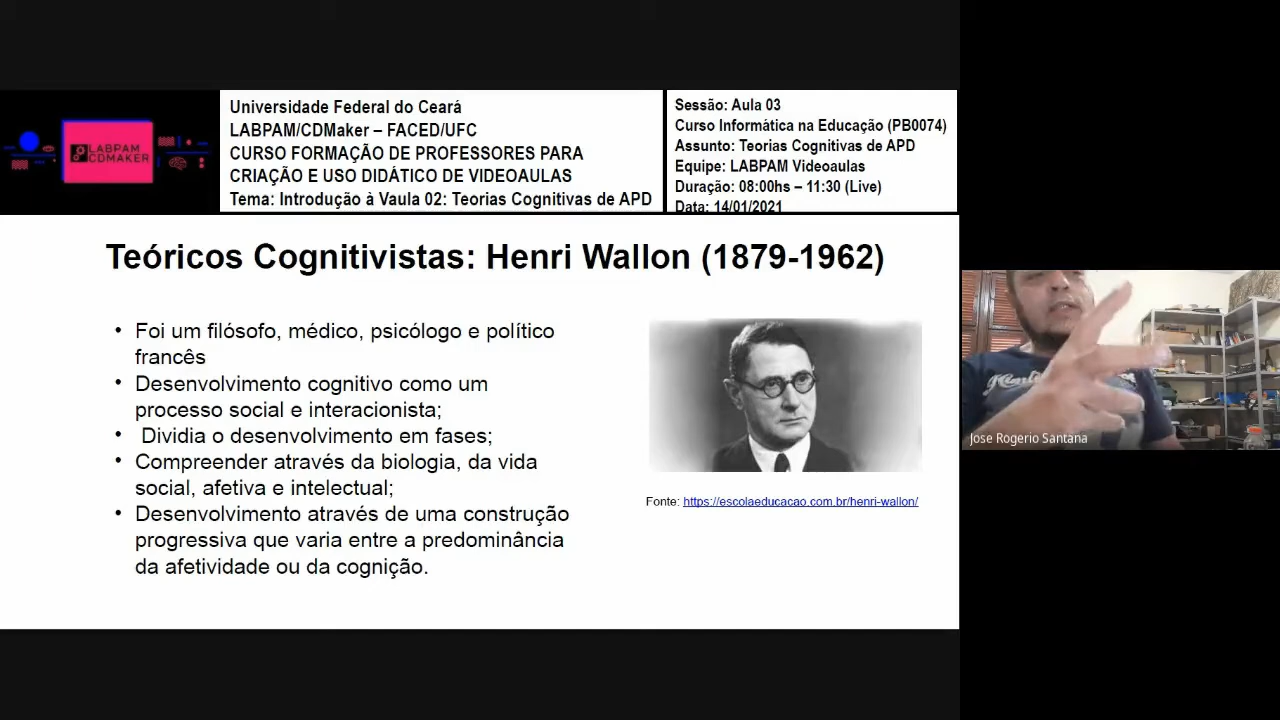 LABPAM
CDMAKER
Universidade Federal do Ceará
LABPAM/CDMaker – FACED/UFC
CURSO FORMAÇÃO DE PROFESSORES PARA
CRIAÇÃO E USO DIDÁTICO DE VIDEOAULAS
Tema: Introdução à Vaula 02: Teorias Cognitivas de APD
Sessão: Aula 03
Curso Informática na Educação (PB0074)
Assunto: Teorias Cognitivas de APD
Equipe: LABPAM Videoaulas
Duração: 08:00hs – 11:30 (Live)
Data: 14/01/2021
Teóricos Cognitivistas: Henri Wallon (1879-1962)
• Foi um filósofo, médico, psicólogo e político
francês
• Desenvolvimento cognitivo como um
processo social e interacionista;
• Dividia o desenvolvimento em fases;
• Compreender através da biologia, da vida
social, afetiva e intelectual;
• Desenvolvimento através de uma construção
progressiva que varia entre a predominância
da afetividade ou da cognição.
Fonte: https://escolaeducacao.com.br/henri-wallon/
Jose Rogerio Santana